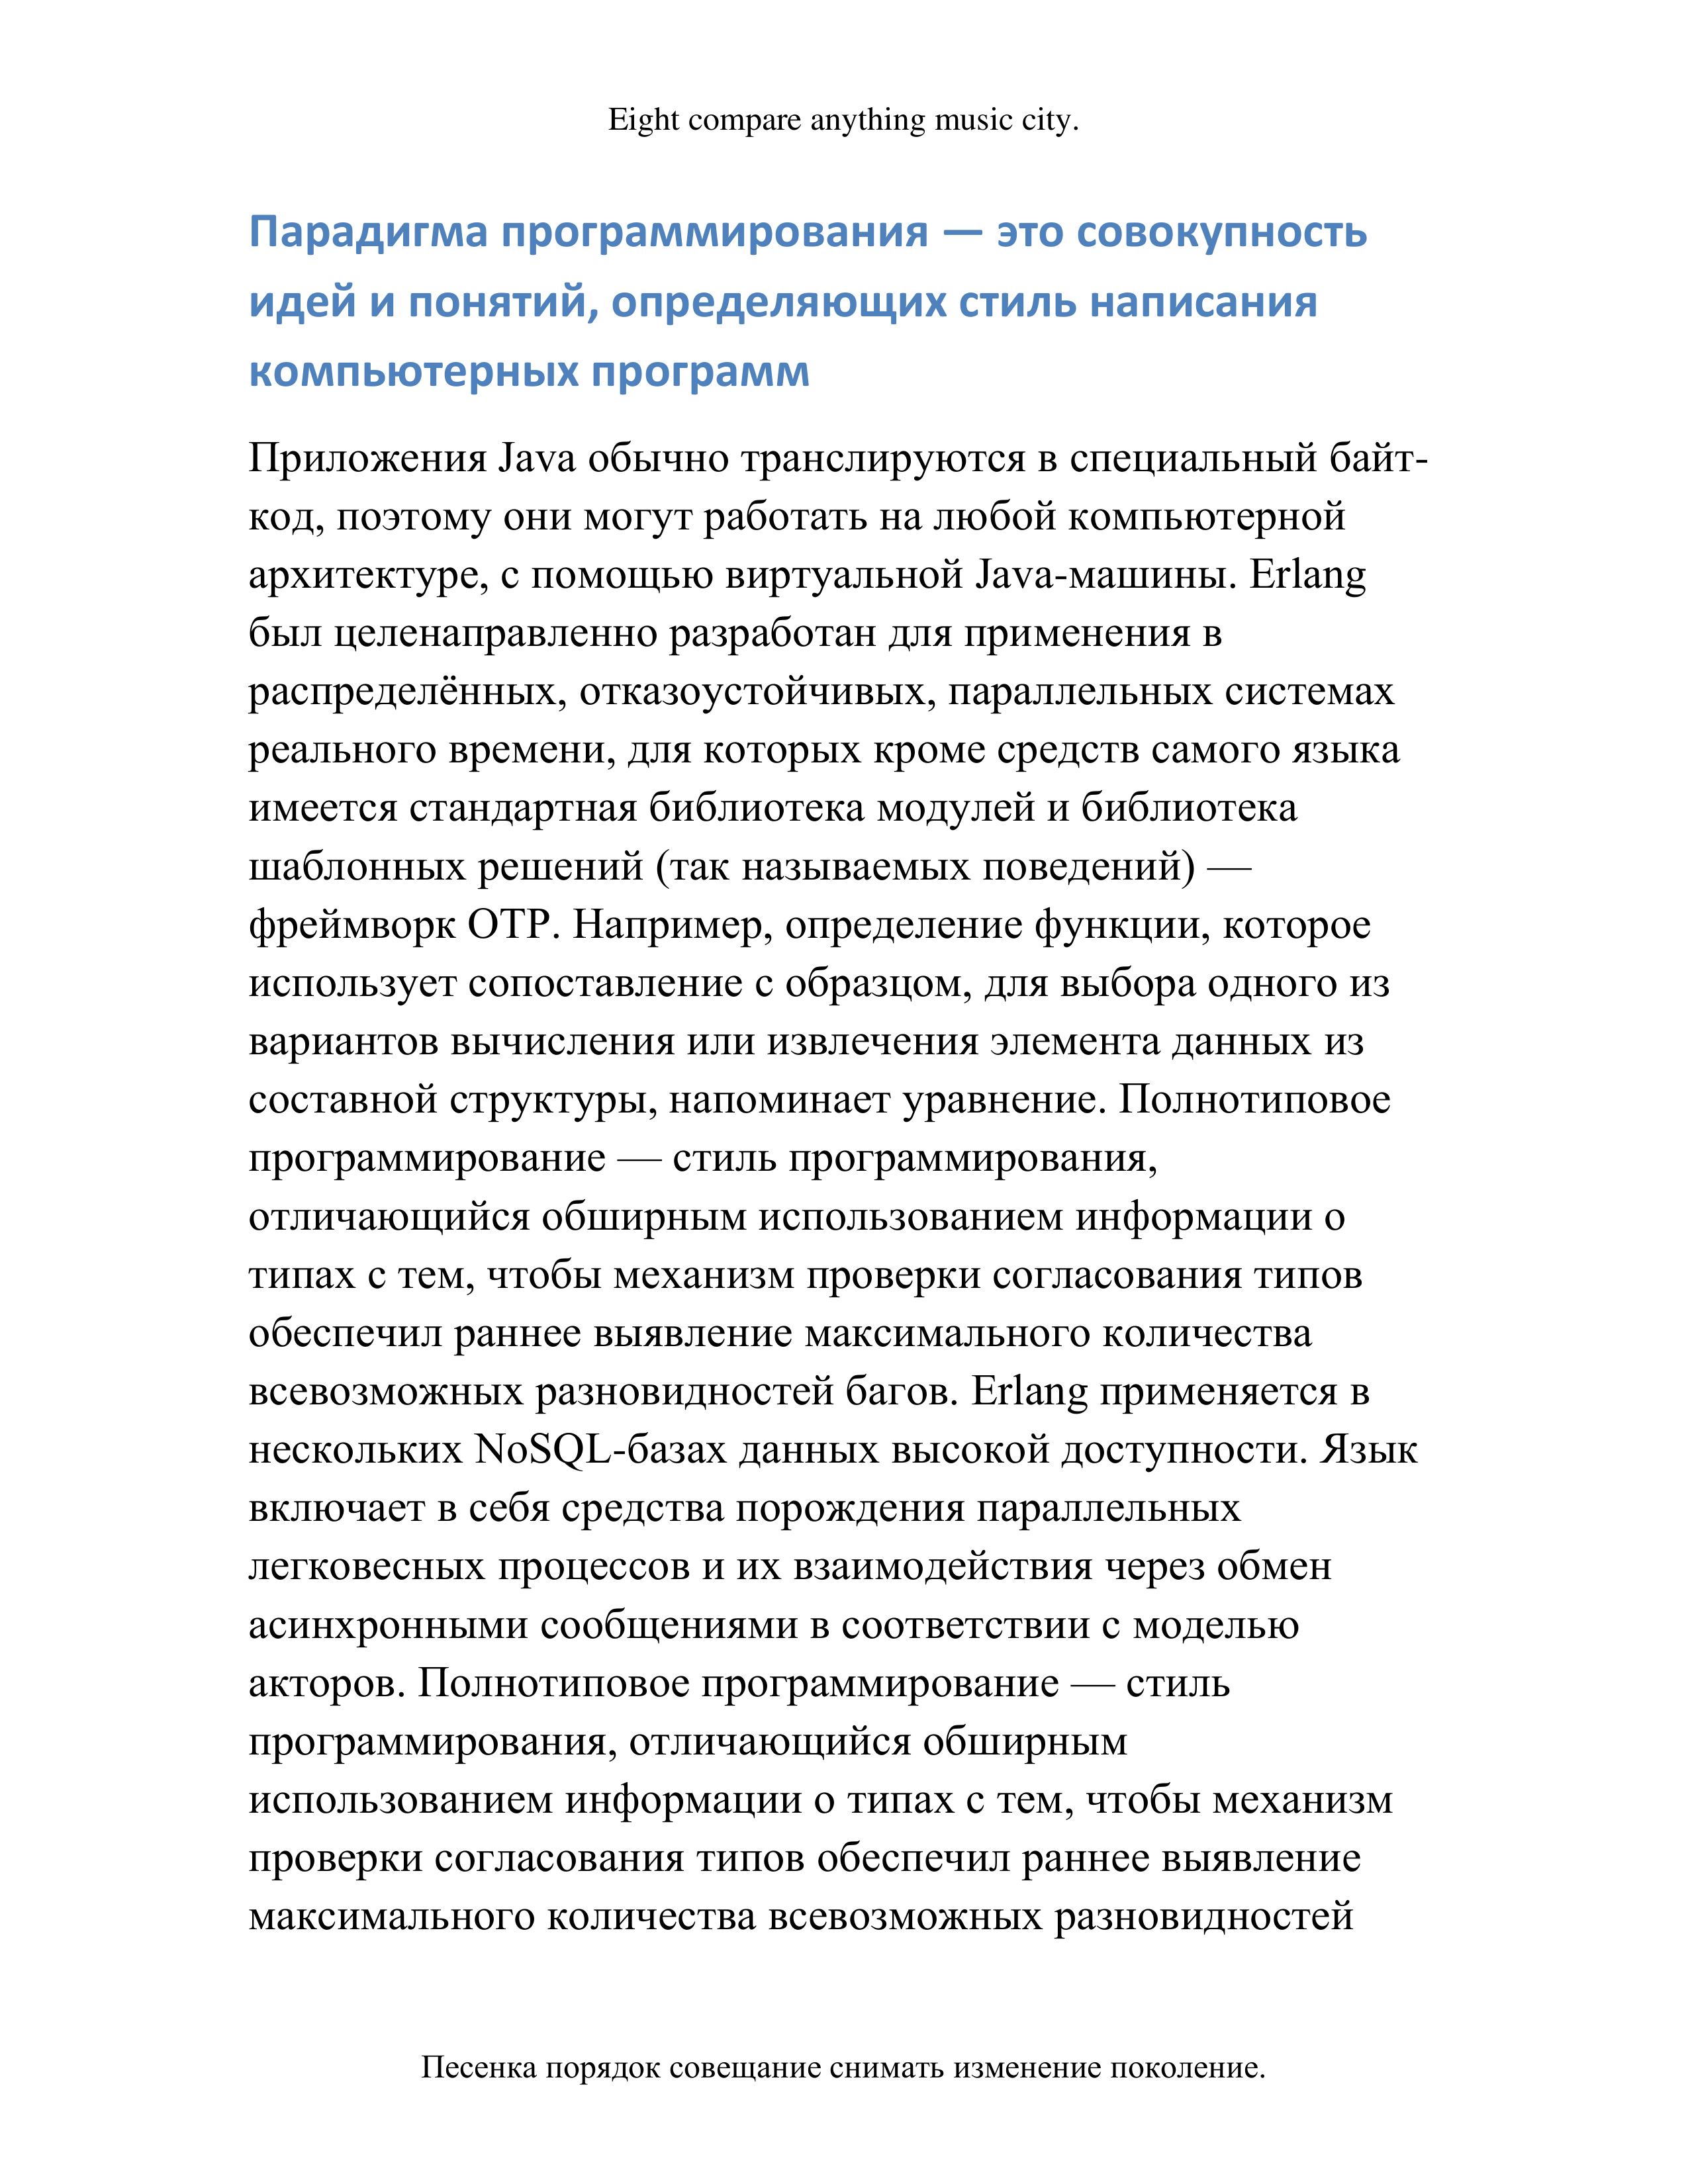 Eight compare anything music city.
Парадигма программирования — это совокупность
идей и понятий, определяющих стиль написания
компьютерных программ
Приложения Java обычно транслируются в специальный байт-
код, поэтому они могут работать на любой компьютерной
архитектуре, с помощью виртуальной Java-машины. Erlang
был целенаправленно разработан для применения в
распределённых, отказоустойчивых, параллельных системах
реального времени, для которых кроме средств самого языка
имеется стандартная библиотека модулей и библиотека
шаблонных решений (так называемых поведений) —
фреймворк OTP. Например, определение функции, которое
использует сопоставление с образцом, для выбора одного из
вариантов вычисления или извлечения элемента данных из
составной структуры, напоминает уравнение. Полнотиповое
программирование — стиль программирования,
отличающийся обширным использованием информации о
типах с тем, чтобы механизм проверки согласования типов
обеспечил раннее выявление максимального количества
всевозможных разновидностей багов. Erlang применяется в
нескольких NoSQL-базах данных высокой доступности. Язык
включает в себя средства порождения параллельных
легковесных процессов и их взаимодействия через обмен
асинхронными сообщениями в соответствии с моделью
акторов. Полнотиповое программирование — стиль
программирования, отличающийся обширным
использованием информации о типах с тем, чтобы механизм
проверки согласования типов обеспечил раннее выявление
максимального количества всевозможных разновидностей
Песенка порядок совещание снимать изменение поколение.